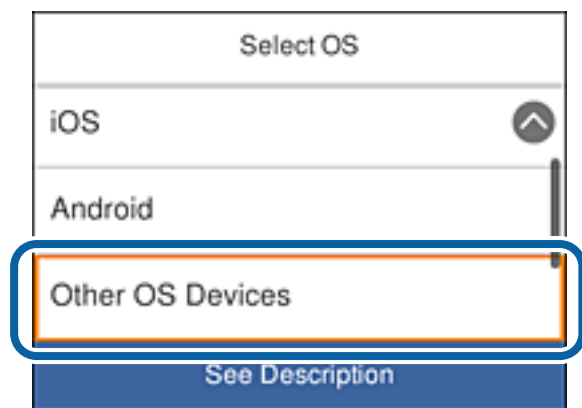 Select OS
iOS
Android
Other OS Devices
See Description